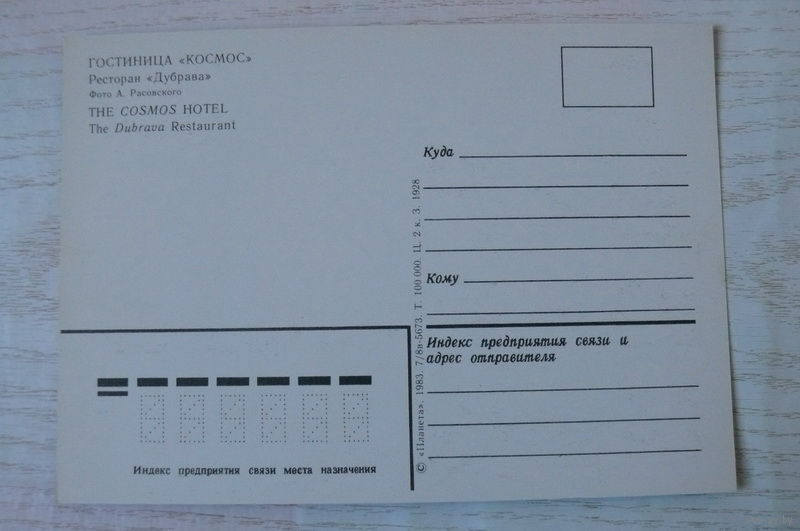 ГОСТИНИЦА «КОСМОС»
Ресторан «Дубрава»
Фото А. Расовского
THE COSMOS HOTEL
The Dubrava Restaurant
Куда
Кому
Индекс предприятия связи и
адрес отправителя
© «Планета». 1983. 7/8в-5673. Т. 100 000. Ц. 2 к. З. 1928
Индекс предприятия связи места назначения